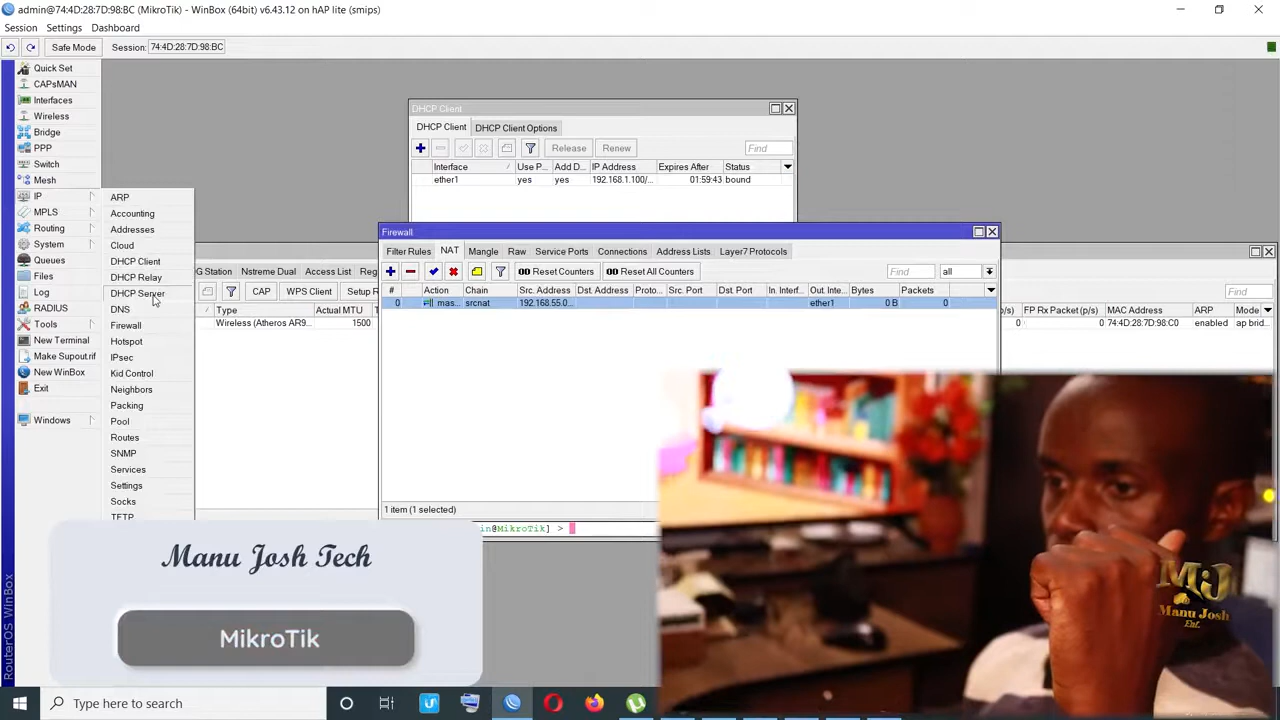 admin@74:4D:28:7D:98:BC (MikroTik) - WinBox (64bit) v6.43.12 on hAP lite (smips)
Session Settings Dashboard
Safe Mode Session: 74:4D:28:7D:98:BC
Quick Set
CAPsMAN
Interfaces
Wireless
Bridge
PPP
Switch
Mesh
IP
MPLS
Routing
System
Queues
Files
Log
RADIUS
Tools
New Terminal
Make Supout.rif
New WinBox
Exit
Windows
RouterOS WinBox
ARP
Accounting
Addresses
Cloud
DHCP Client
DHCP Relay
DHCP Server
DNS
Firewall
Hotspot
IPsec
Kid Control
Neighbors
Packing
Pool
Routes
SNMP
Services
Settings
Socks
TFTP
DHCP Client
DHCP Client DHCP Client Options
Release Renew Find
Interface Use P... Add D... IP Address Expires After Status
ether1 yes yes 192.168.1.100/... 01:59:43 bound
G Station Nstreme Dual Access List Reg
CAP WPS Client Setup R
Type Actual MTU
Wireless (Atheros AR9... 1500
Firewall
Filter Rules NAT Mangle Raw Service Ports Connections Address Lists Layer7 Protocols
00 Reset Counters 00 Reset All Counters Find all
# Action Chain Src. Address Dst. Address Proto... Src. Port Dst. Port In. Interf... Out. Inte... Bytes Packets
0 mas... srcnat 192.168.55.0... ether1 0 B 0
1 item (1 selected)
in@MikroTik] >
Find
p/s) FP Rx Packet (p/s) MAC Address ARP Mode
0 0 74:4D:28:7D:98:C0 enabled ap brid...
Manu Josh Tech
MikroTik
MJ
Manu Josh
Ent.
Type here to search